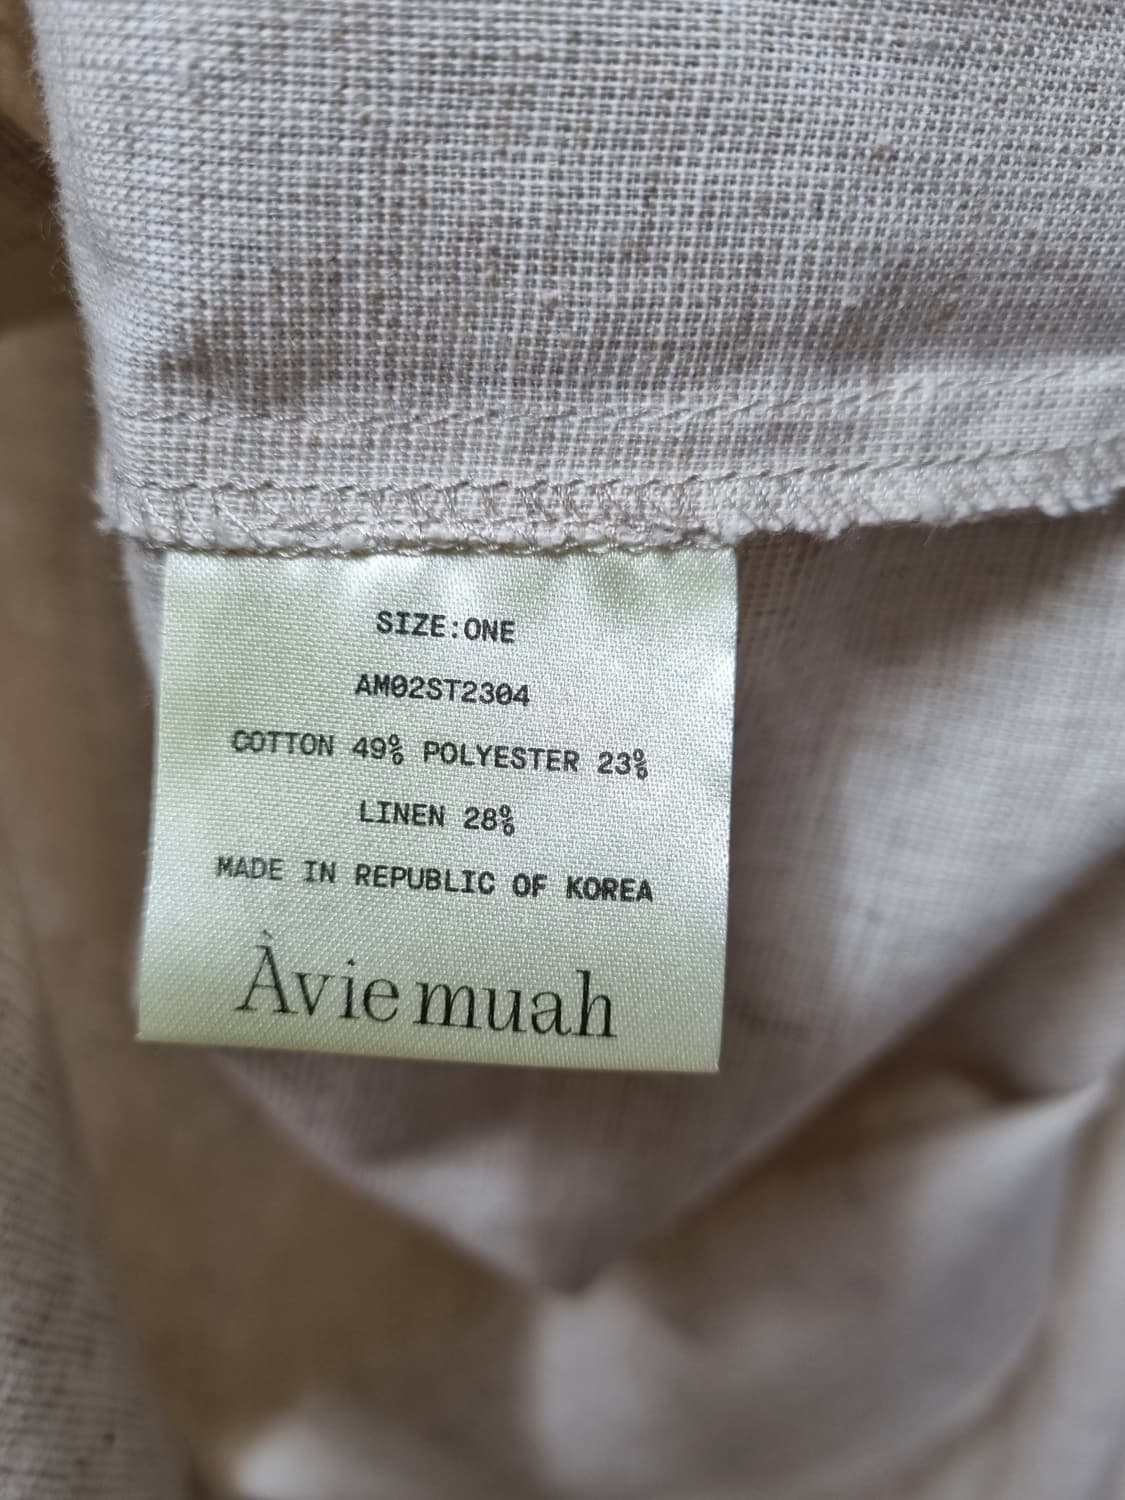 SIZE:ONE
AM02ST2304
COTTON 49% POLYESTER 23%
LINEN 28%
MADE IN REPUBLIC OF KOREA
Àvie muah